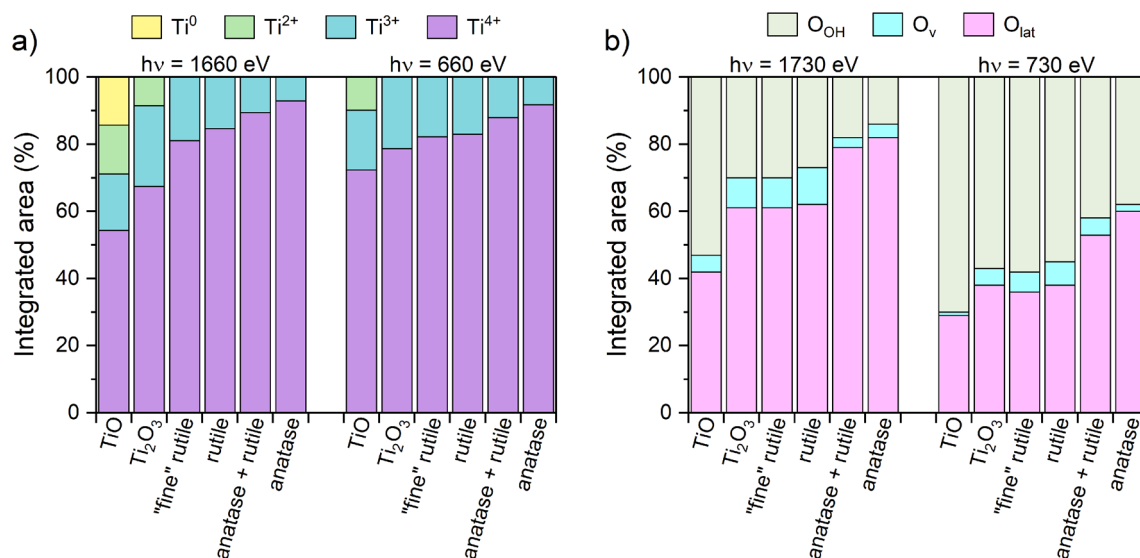 Ti⁰ Ti²⁺ Ti³⁺ Ti⁴⁺
a)
hν = 1660 eV hν = 660 eV
Integrated area (%)
100
80
60
40
20
0
TiO
Ti₂O₃
"fine" rutile
rutile
anatase + rutile
anatase
TiO
Ti₂O₃
"fine" rutile
rutile
anatase + rutile
anatase
O_OH O_v O_lat
b)
hν = 1730 eV hν = 730 eV
Integrated area (%)
100
80
60
40
20
0
TiO
Ti₂O₃
"fine" rutile
rutile
anatase + rutile
anatase
TiO
Ti₂O₃
"fine" rutile
rutile
anatase + rutile
anatase